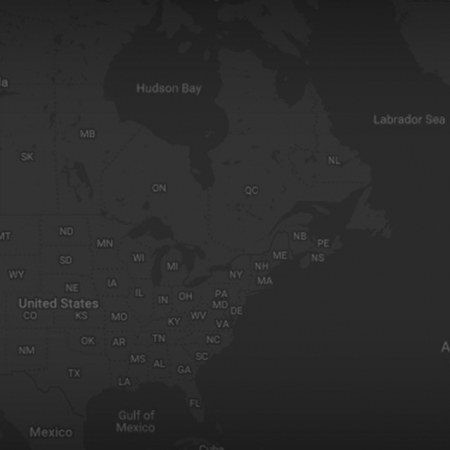 Hudson Bay
a
Labrador Sea
MB
SK
NL
ON
QC
MT
ND
MN
NB
PE
SD
WI
MI
ME
NS
WY
NH
NY
MA
NE
IA
IL
IN
OH
PA
United States
MD
DE
CO
KS
MO
KY
WV
VA
OK
AR
TN
NC
NM
MS
AL
SC
TX
GA
LA
FL
Gulf of
Mexico
Mexico
Cuba
A